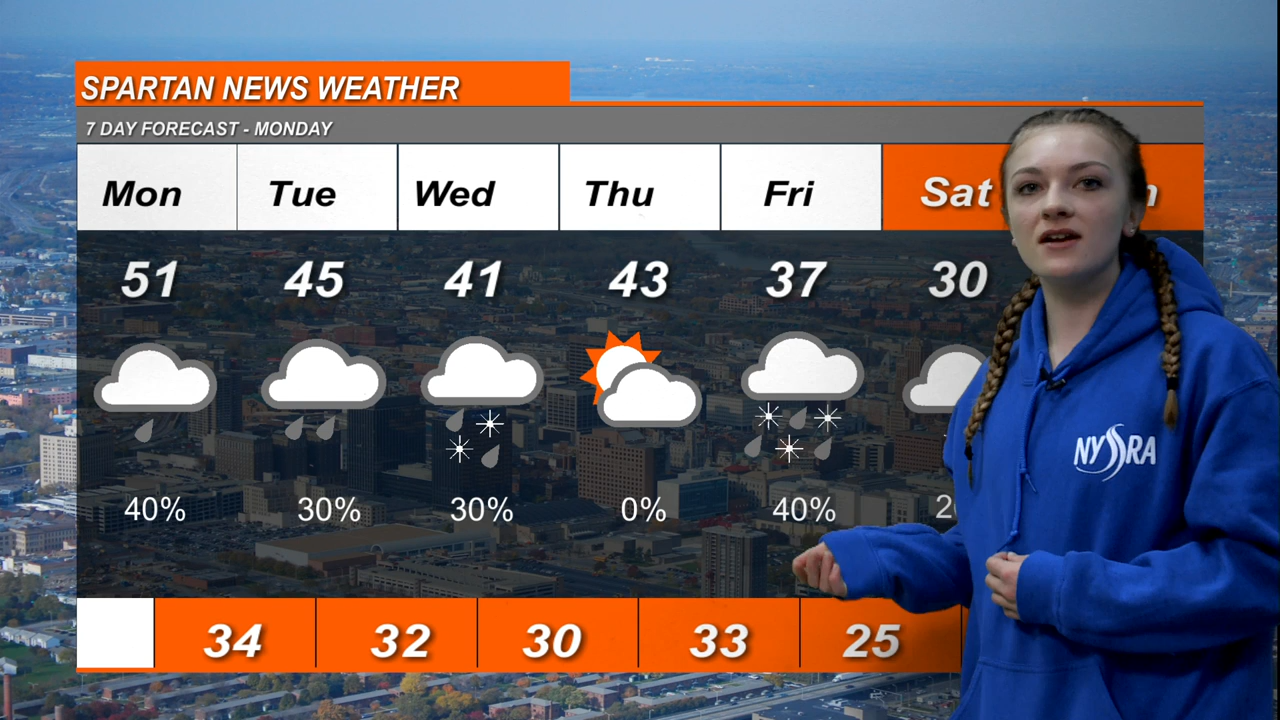 SPARTAN NEWS WEATHER
7 DAY FORECAST - MONDAY
Mon Tue Wed Thu Fri Sat
51 45 41 43 37 30
40% 30% 30% 0% 40%
34 32 30 33 25
NYSSRA